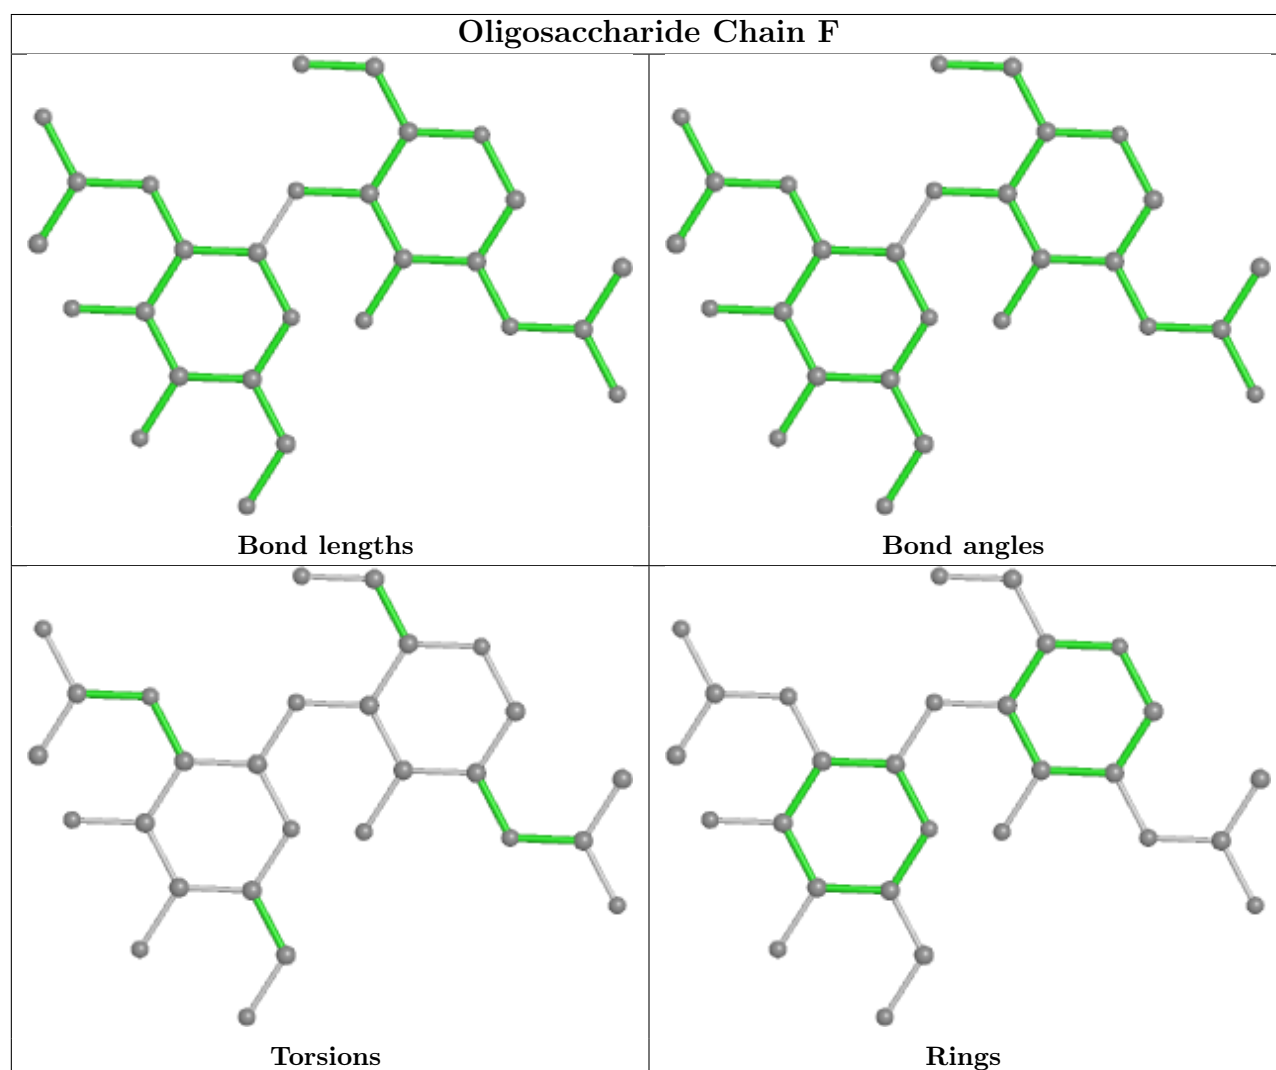 Oligosaccharide Chain F
Bond lengths
Bond angles
Torsions
Rings